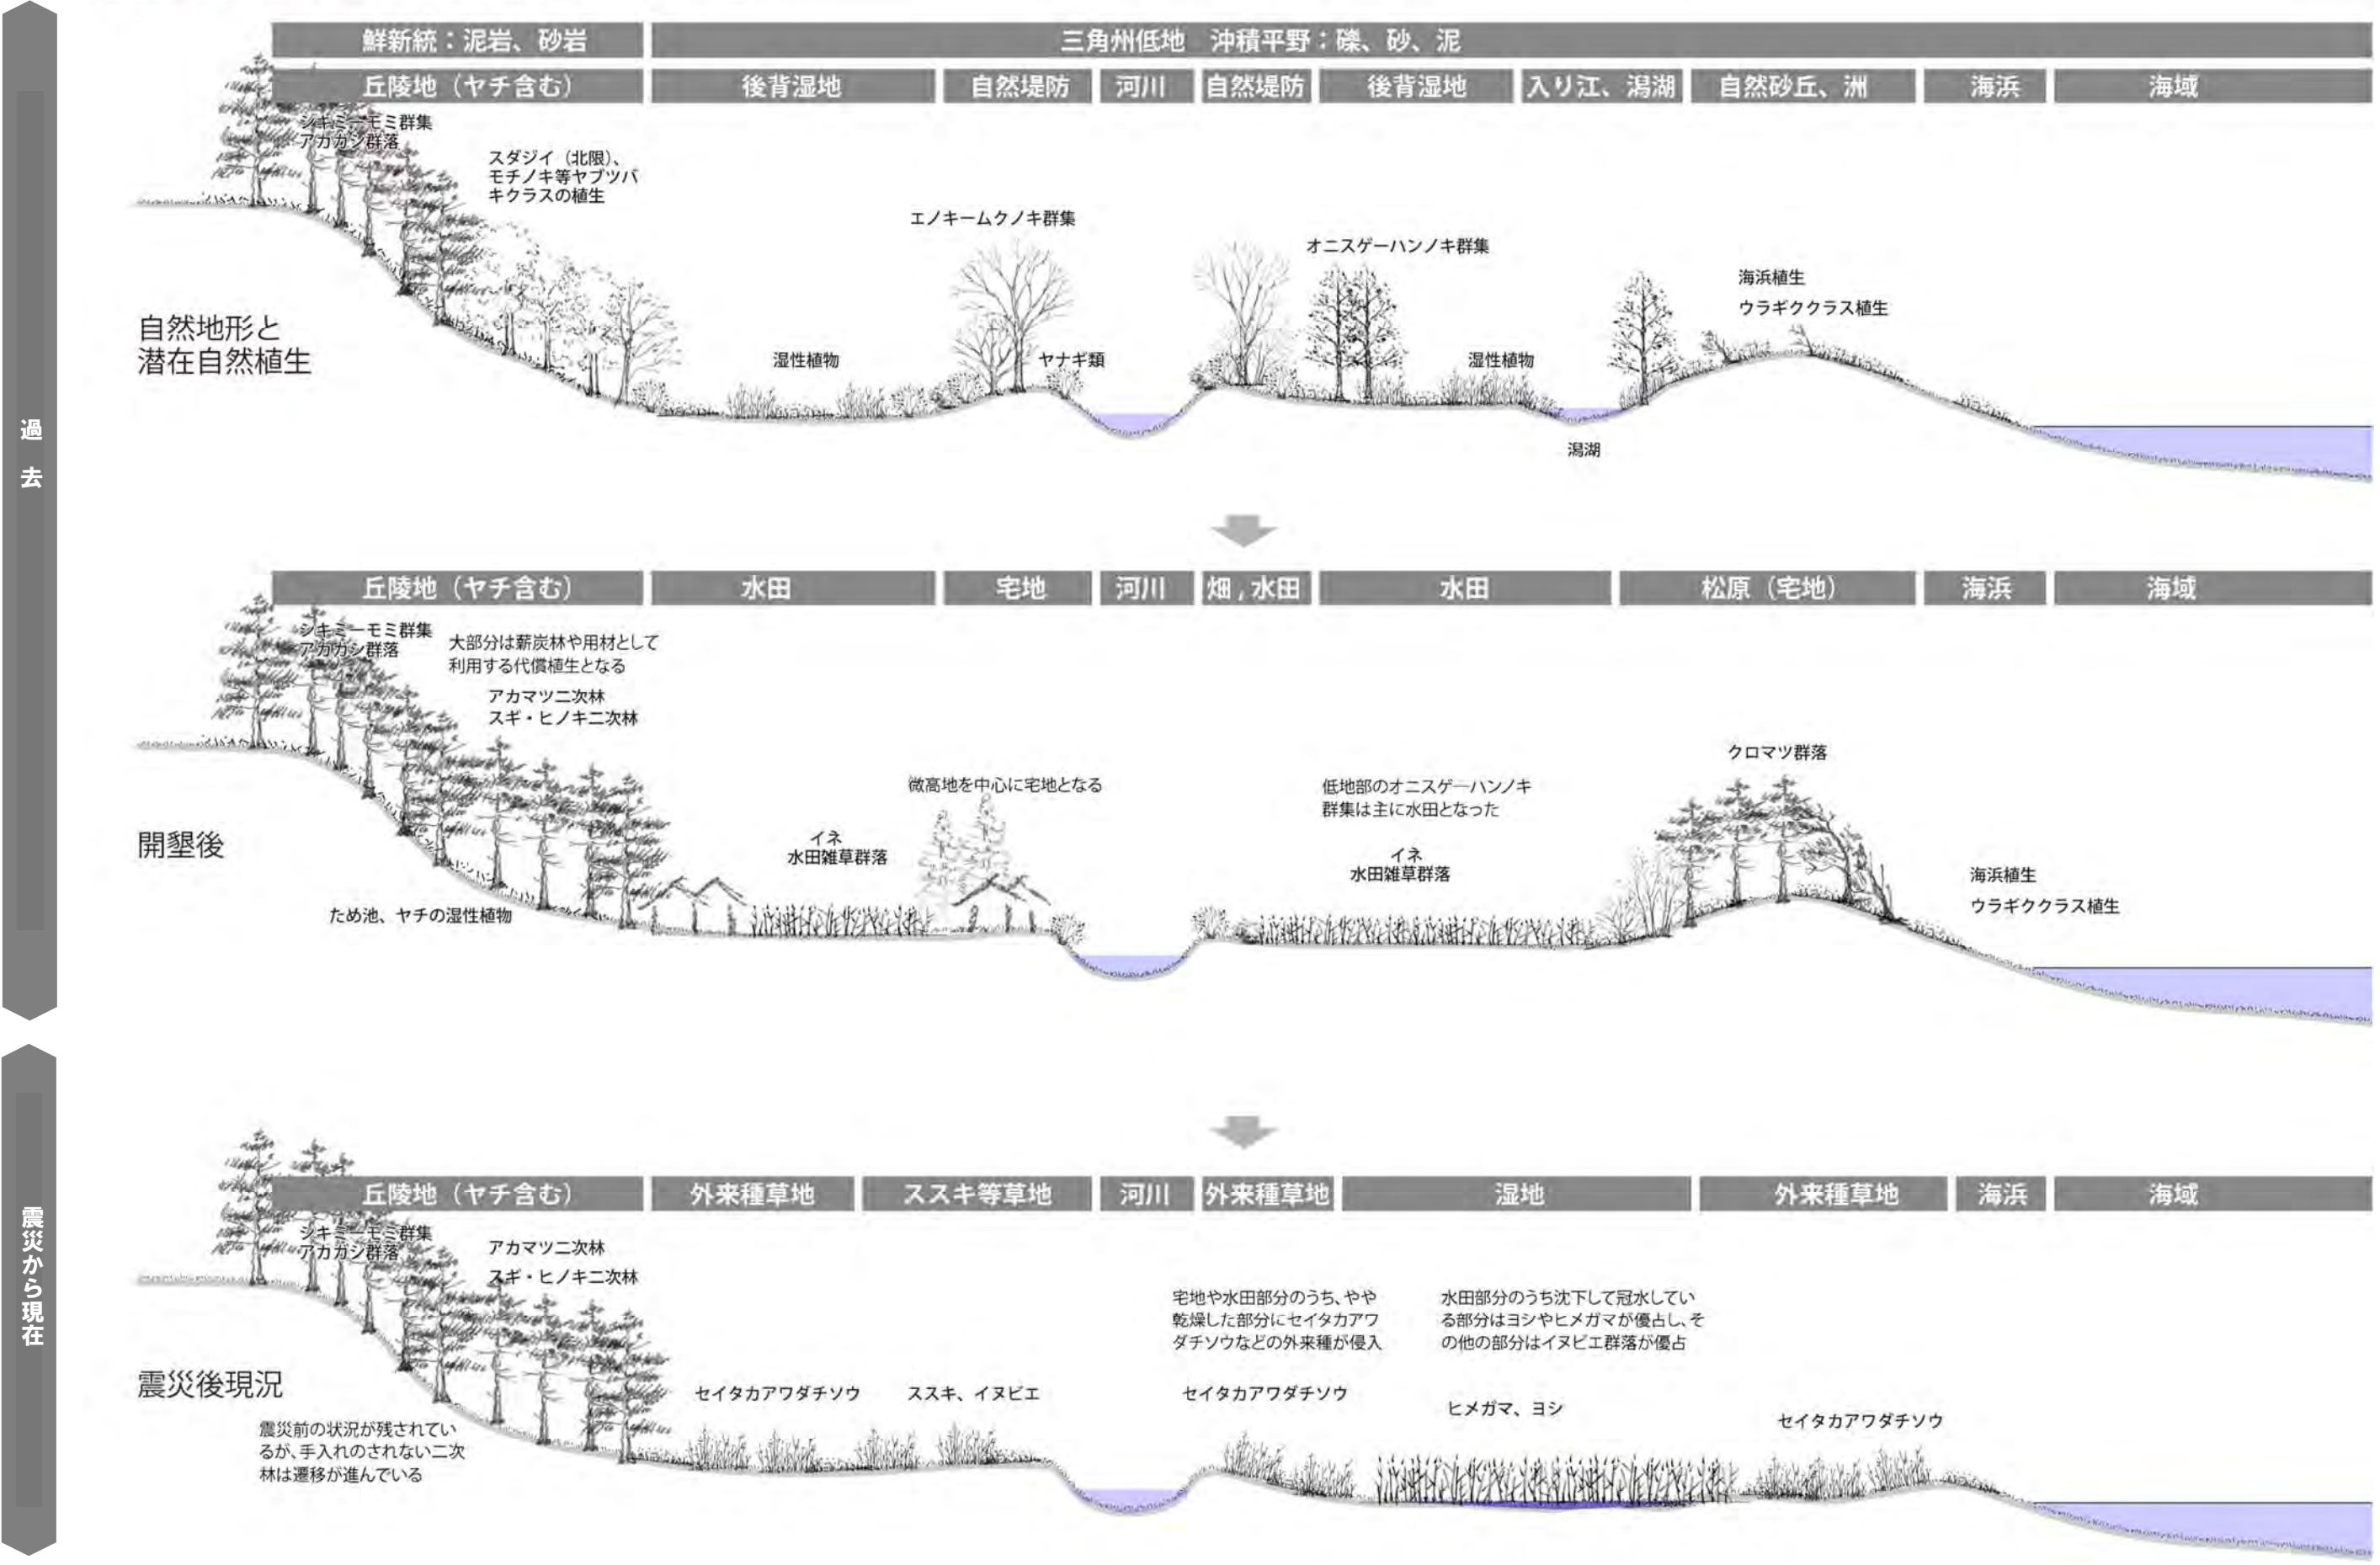 過去
鮮新統：泥岩、砂岩
三角州低地　沖積平野：礫、砂、泥
丘陵地（ヤチ含む）
後背湿地
自然堤防
河川
自然堤防
後背湿地
入り江、潟湖
自然砂丘、洲
海浜
海域
シキミーモミ群集
アカガシ群落
スダジイ（北限）、
モチノキ等ヤブツバ
キクラスの植生
エノキームクノキ群集
オニスゲーハンノキ群集
海浜植生
ウラギククラス植生
自然地形と
潜在自然植生
湿性植物
ヤナギ類
湿性植物
潟湖
丘陵地（ヤチ含む）
水田
宅地
河川
畑，水田
水田
松原（宅地）
海浜
海域
シキミーモミ群集
アカガシ群落
大部分は薪炭林や用材として
利用する代償植生となる
アカマツ二次林
スギ・ヒノキ二次林
クロマツ群落
微高地を中心に宅地となる
低地部のオニスゲーハンノキ
群集は主に水田となった
開墾後
イネ
水田雑草群落
イネ
水田雑草群落
海浜植生
ウラギククラス植生
ため池、ヤチの湿性植物
震災から現在
丘陵地（ヤチ含む）
外来種草地
ススキ等草地
河川
外来種草地
湿地
外来種草地
海浜
海域
シキミーモミ群集
アカガシ群落
アカマツ二次林
スギ・ヒノキ二次林
宅地や水田部分のうち、やや
乾燥した部分にセイタカアワ
ダチソウなどの外来種が侵入
水田部分のうち沈下して冠水してい
る部分はヨシやヒメガマが優占し、そ
の他の部分はイヌビエ群落が優占
震災後現況
セイタカアワダチソウ
ススキ、イヌビエ
セイタカアワダチソウ
ヒメガマ、ヨシ
セイタカアワダチソウ
震災前の状況が残されてい
るが、手入れのされない二次
林は遷移が進んでいる